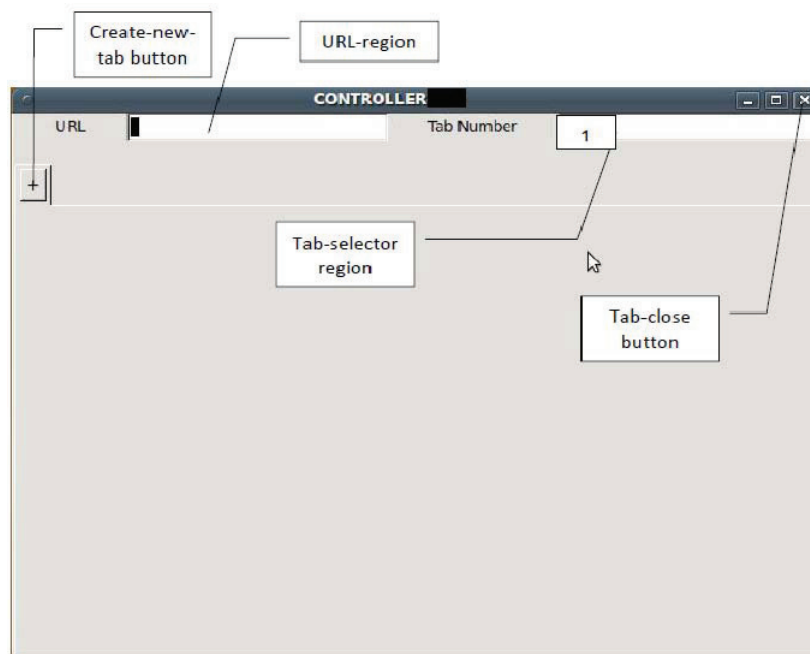 Create-new-
tab button
URL-region
CONTROLLER
URL
Tab Number
1
+
Tab-selector
region
Tab-close
button